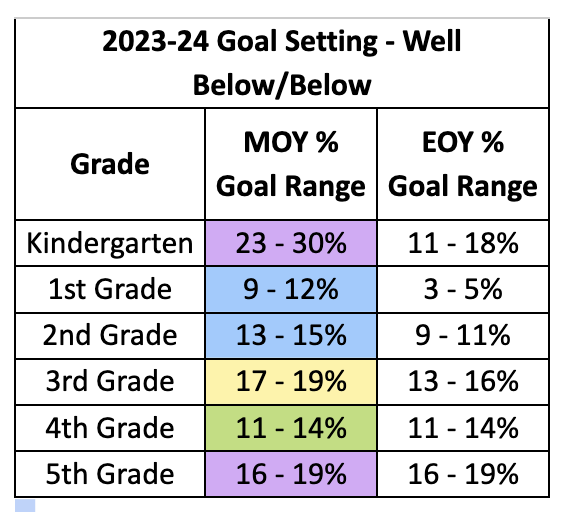 2023-24 Goal Setting - Well
Below/Below
Grade
MOY %
Goal Range
EOY %
Goal Range
Kindergarten 23 - 30% 11 - 18%
1st Grade 9 - 12% 3 - 5%
2nd Grade 13 - 15% 9 - 11%
3rd Grade 17 - 19% 13 - 16%
4th Grade 11 - 14% 11 - 14%
5th Grade 16 - 19% 16 - 19%